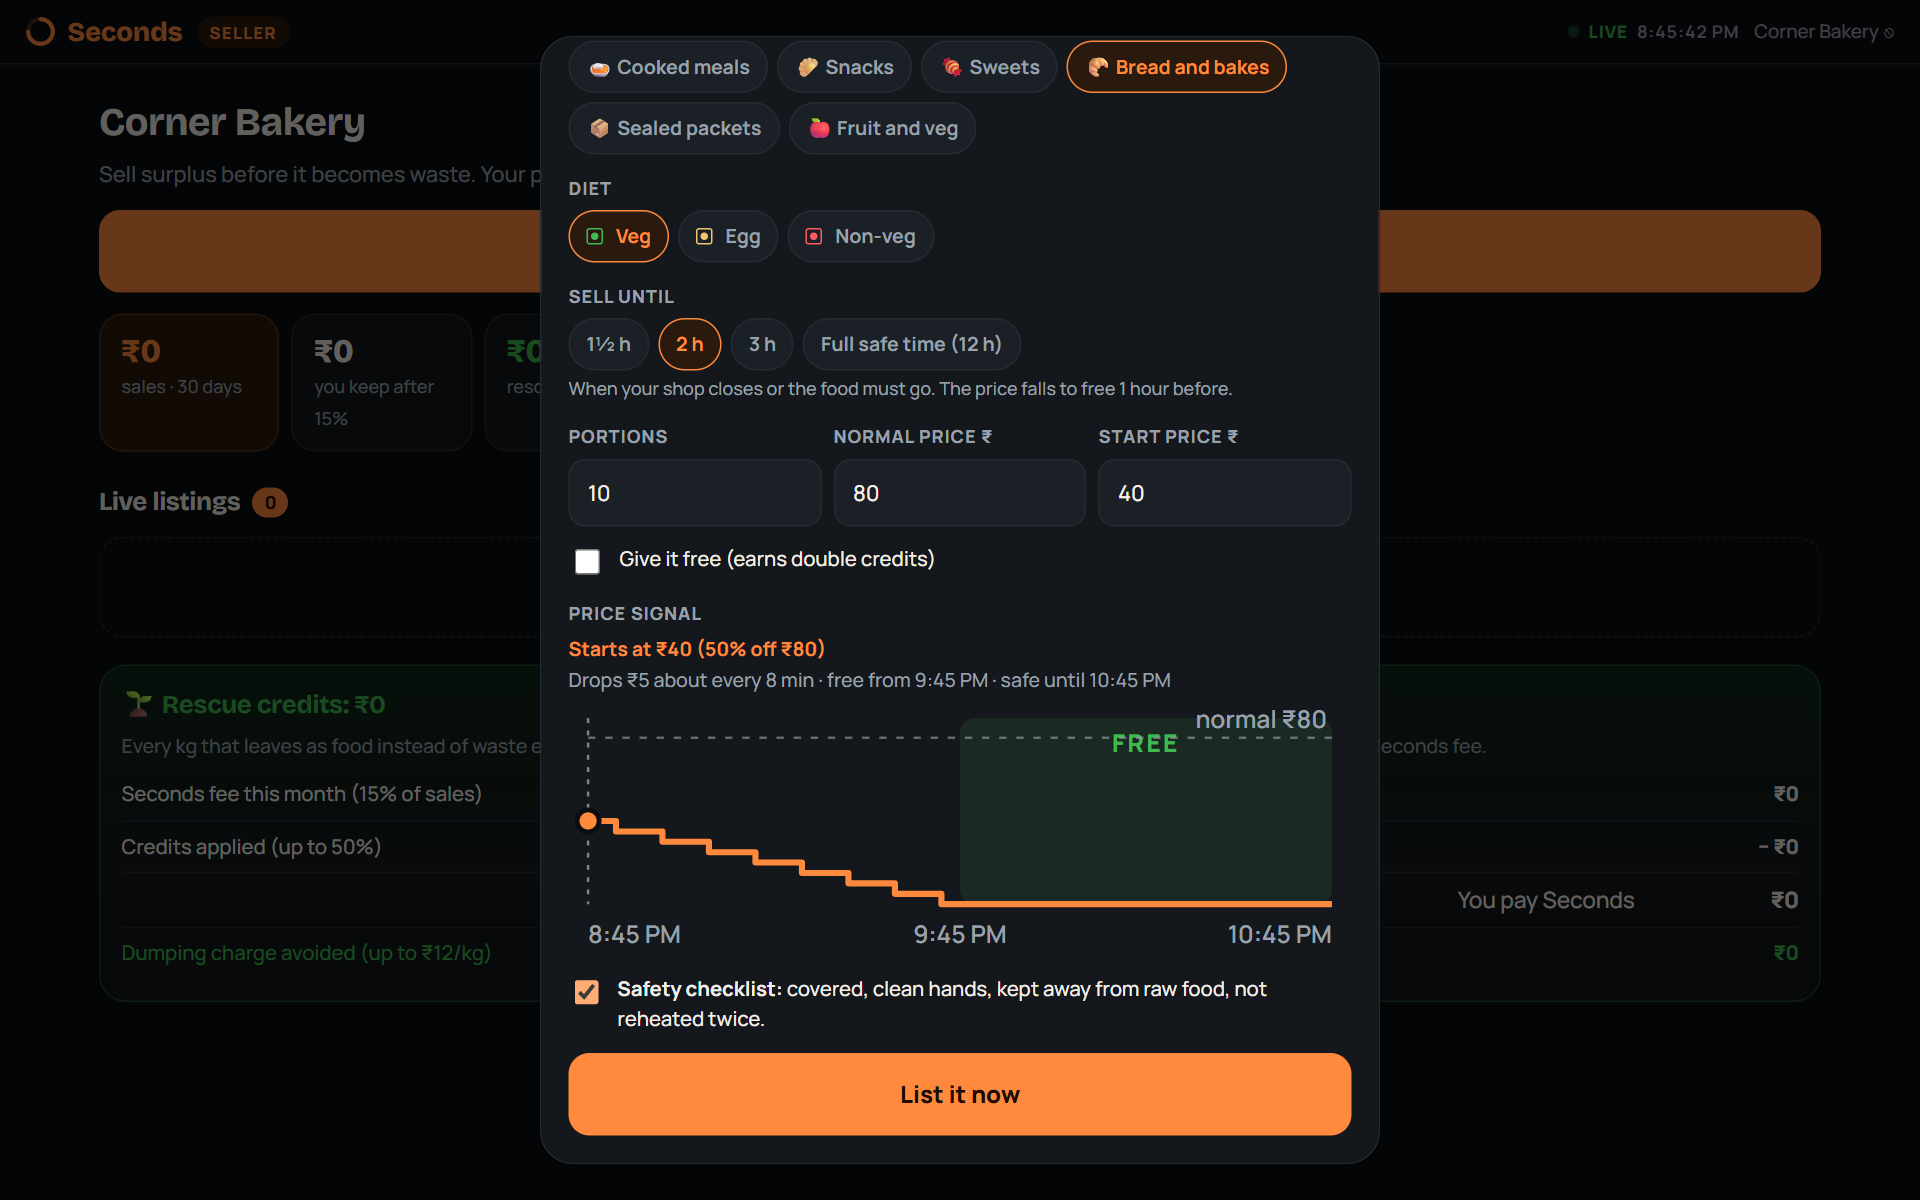 Seconds SELLER
LIVE 8:45:42 PM Corner Bakery
Cooked meals Snacks Sweets Bread and bakes
Sealed packets Fruit and veg
Corner Bakery
Sell surplus before it becomes waste. Your p
DIET
Veg Egg Non-veg
SELL UNTIL
1½ h 2 h 3 h Full safe time (12 h)
When your shop closes or the food must go. The price falls to free 1 hour before.
₹0
sales · 30 days
₹0
you keep after
15%
₹0
resc
PORTIONS NORMAL PRICE ₹ START PRICE ₹
10 80 40
Live listings 0
Give it free (earns double credits)
PRICE SIGNAL
Starts at ₹40 (50% off ₹80)
Drops ₹5 about every 8 min · free from 9:45 PM · safe until 10:45 PM
normal ₹80
FREE
8:45 PM 9:45 PM 10:45 PM
Safety checklist: covered, clean hands, kept away from raw food, not
reheated twice.
List it now
Rescue credits: ₹0
Every kg that leaves as food instead of waste e
econds fee.
Seconds fee this month (15% of sales) ₹0
Credits applied (up to 50%) − ₹0
You pay Seconds ₹0
Dumping charge avoided (up to ₹12/kg) ₹0